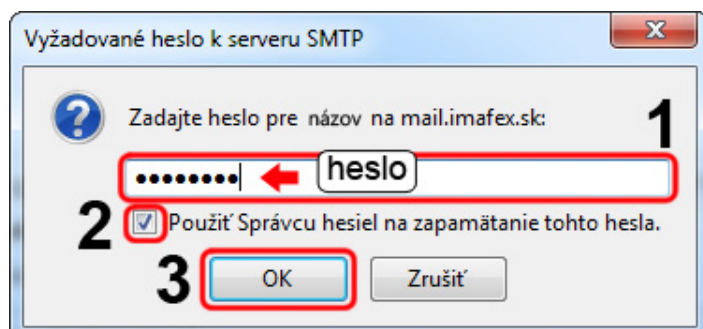 Vyžadované heslo k serveru SMTP
Zadajte heslo pre názov na mail.imafex.sk:
1
•••••••• heslo
2 Použiť Správcu hesiel na zapamätanie tohto hesla.
3 OK Zrušiť